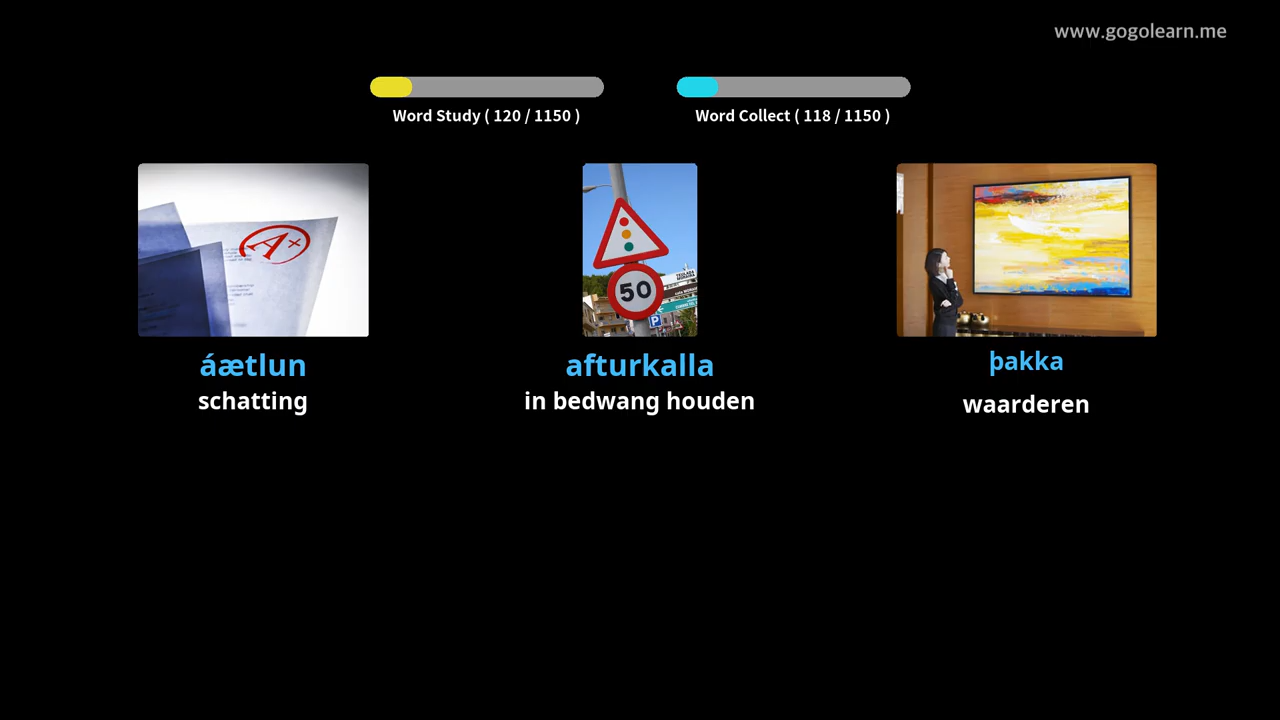 www.gogolearn.me
Word Study ( 120 / 1150 )
Word Collect ( 118 / 1150 )
A+
50
P
áætlun
afturkalla
þakka
schatting
in bedwang houden
waarderen